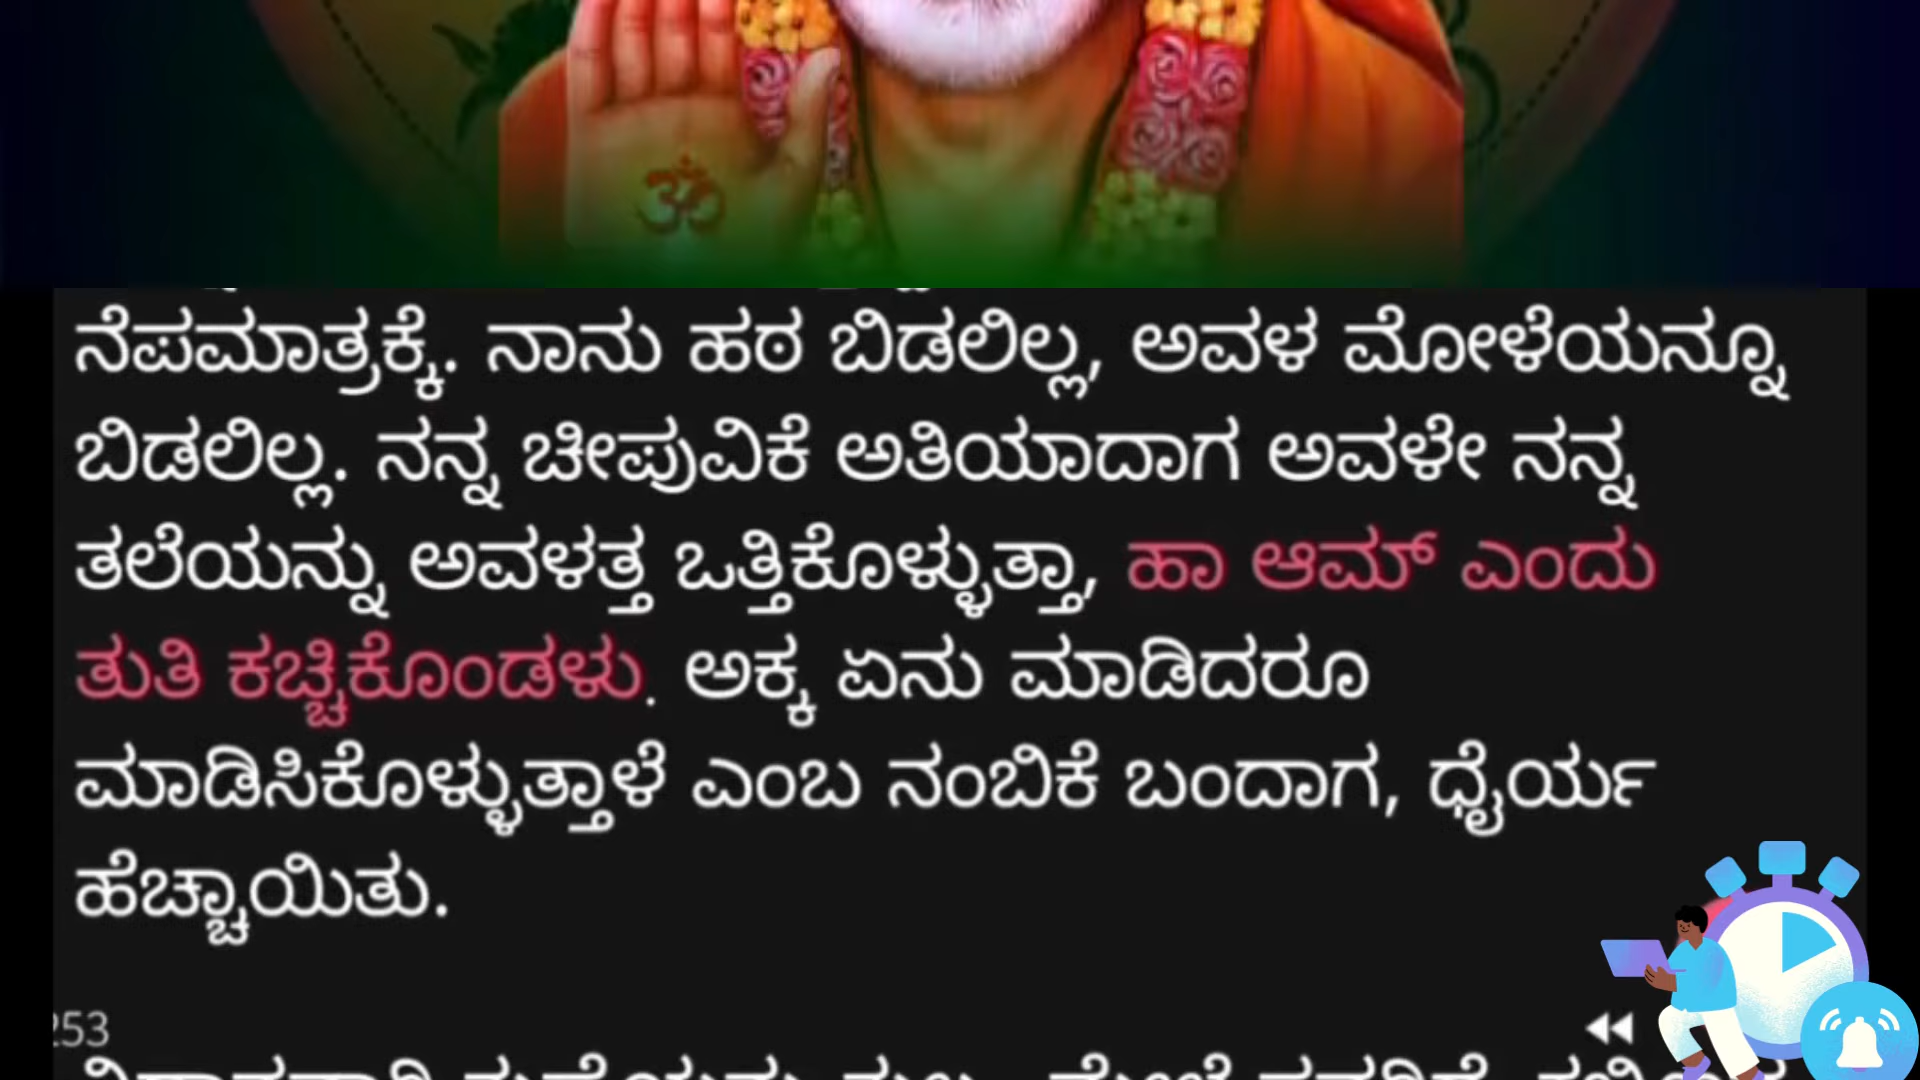 ॐ
ನೆಪಮಾತ್ರಕ್ಕೆ. ನಾನು ಹಠ ಬಿಡಲಿಲ್ಲ, ಅವಳ ಮೋಳೆಯನ್ನೂ
ಬಿಡಲಿಲ್ಲ. ನನ್ನ ಚೀಪುವಿಕೆ ಅತಿಯಾದಾಗ ಅವಳೇ ನನ್ನ
ತಲೆಯನ್ನು ಅವಳತ್ತ ಒತ್ತಿಕೊಳ್ಳುತ್ತಾ, ಹಾ ಆಮ್ ಎಂದು
ತುತಿ ಕಚ್ಚಿಕೊಂಡಳು. ಅಕ್ಕ ಏನು ಮಾಡಿದರೂ
ಮಾಡಿಸಿಕೊಳ್ಳುತ್ತಾಳೆ ಎಂಬ ನಂಬಿಕೆ ಬಂದಾಗ, ಧೈರ್ಯ
ಹೆಚ್ಚಾಯಿತು.
253